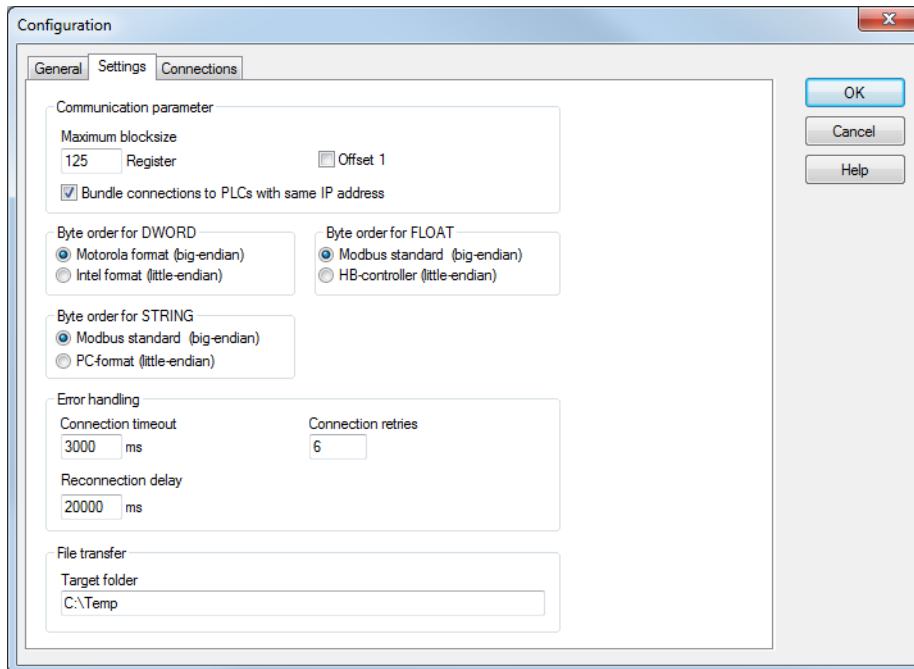 Configuration
General Settings Connections
OK
Cancel
Help
Communication parameter
Maximum blocksize
125 Register Offset 1
Bundle connections to PLCs with same IP address
Byte order for DWORD
Motorola format (big-endian)
Intel format (little-endian)
Byte order for FLOAT
Modbus standard (big-endian)
HB-controller (little-endian)
Byte order for STRING
Modbus standard (big-endian)
PC-format (little-endian)
Error handling
Connection timeout Connection retries
3000 ms 6
Reconnection delay
20000 ms
File transfer
Target folder
C:\Temp